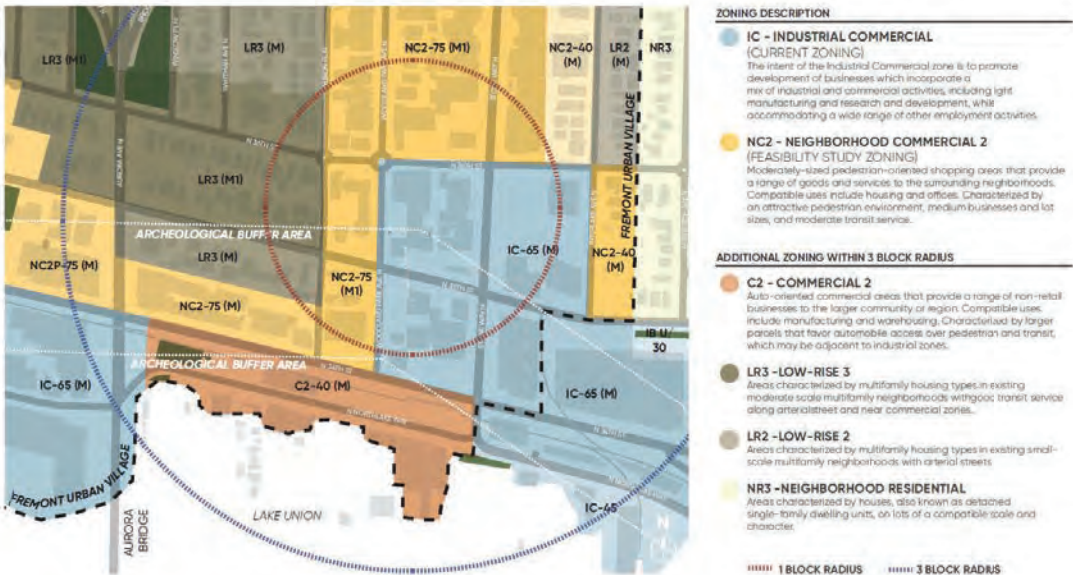 LR3 (M1)
LR3 (M)
NC2-75 (M1)
NC2-40
(M)
LR2
(M)
NR3
FREMONT URBAN VILLAGE
AURORA AVE N
N 36TH ST
LR3 (M1)
ARCHEOLOGICAL BUFFER AREA
LR3 (M)
NC2P-75 (M)
NC2-75 (M)
NC2-75
(M1)
IC-65 (M)
NC2-40
(M)
IB U/
30
ARCHEOLOGICAL BUFFER AREA
N 34TH ST
C2-40 (M)
IC-65 (M)
IC-65 (M)
N NORTHLAKE WAY
FREMONT URBAN VILLAGE
AURORA
BRIDGE
LAKE UNION
IC-45
ZONING DESCRIPTION
IC - INDUSTRIAL COMMERCIAL
(CURRENT ZONING)
The intent of the Industrial Commercial zone is to promote
development of businesses which incorporate a
mix of industrial and commercial activities, including light
manufacturing and research and development, while
accommodating a wide range of other employment activities.
NC2 - NEIGHBORHOOD COMMERCIAL 2
(FEASIBILITY STUDY ZONING)
Moderately-sized pedestrian-oriented shopping areas that provide
a range of goods and services to the surrounding neighborhoods.
Compatible uses include housing and offices. Characterized by
an attractive pedestrian environment, medium businesses and lot
sizes, and moderate transit service.
ADDITIONAL ZONING WITHIN 3 BLOCK RADIUS
C2 - COMMERCIAL 2
Auto-oriented commercial areas that provide a range of non-retail
businesses to the larger community or region. Compatible uses
include manufacturing and warehousing. Characterized by larger
parcels that favor automobile access over pedestrian and transit,
which may be adjacent to industrial zones.
LR3 -LOW-RISE 3
Areas characterized by multifamily housing types in existing
moderate scale multifamily neighborhoods withgood transit service
along arterialstreet and near commercial zones.
LR2 -LOW-RISE 2
Areas characterized by multifamily housing types in existing small-
scale multifamily neighborhoods with arterial streets
NR3 -NEIGHBORHOOD RESIDENTIAL
Areas characterized by houses, also known as detached
single-family dwelling units, on lots of a compatible scale and
character.
1 BLOCK RADIUS
3 BLOCK RADIUS